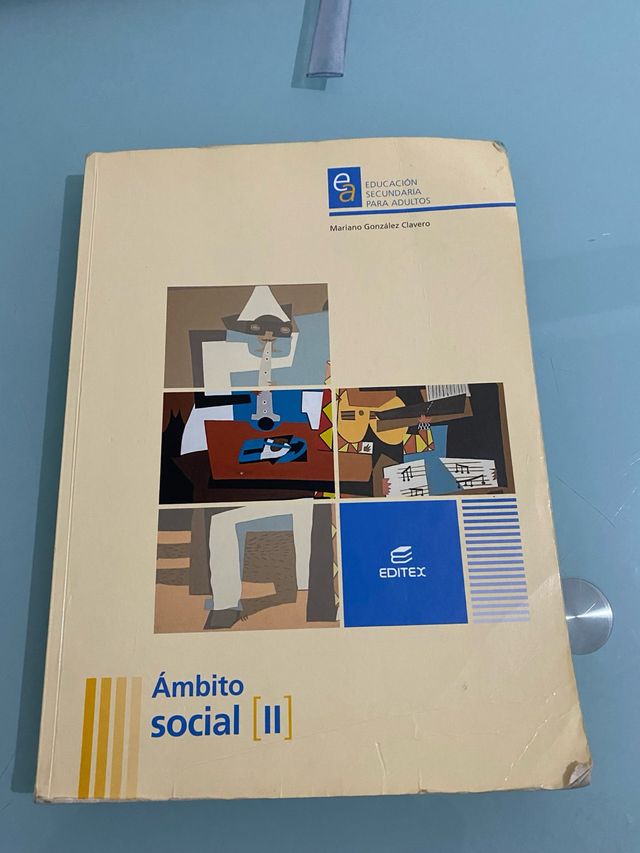 ea
EDUCACIÓN
SECUNDARIA
PARA ADULTOS
Mariano González Clavero
EDITEX
Ámbito
social [II]